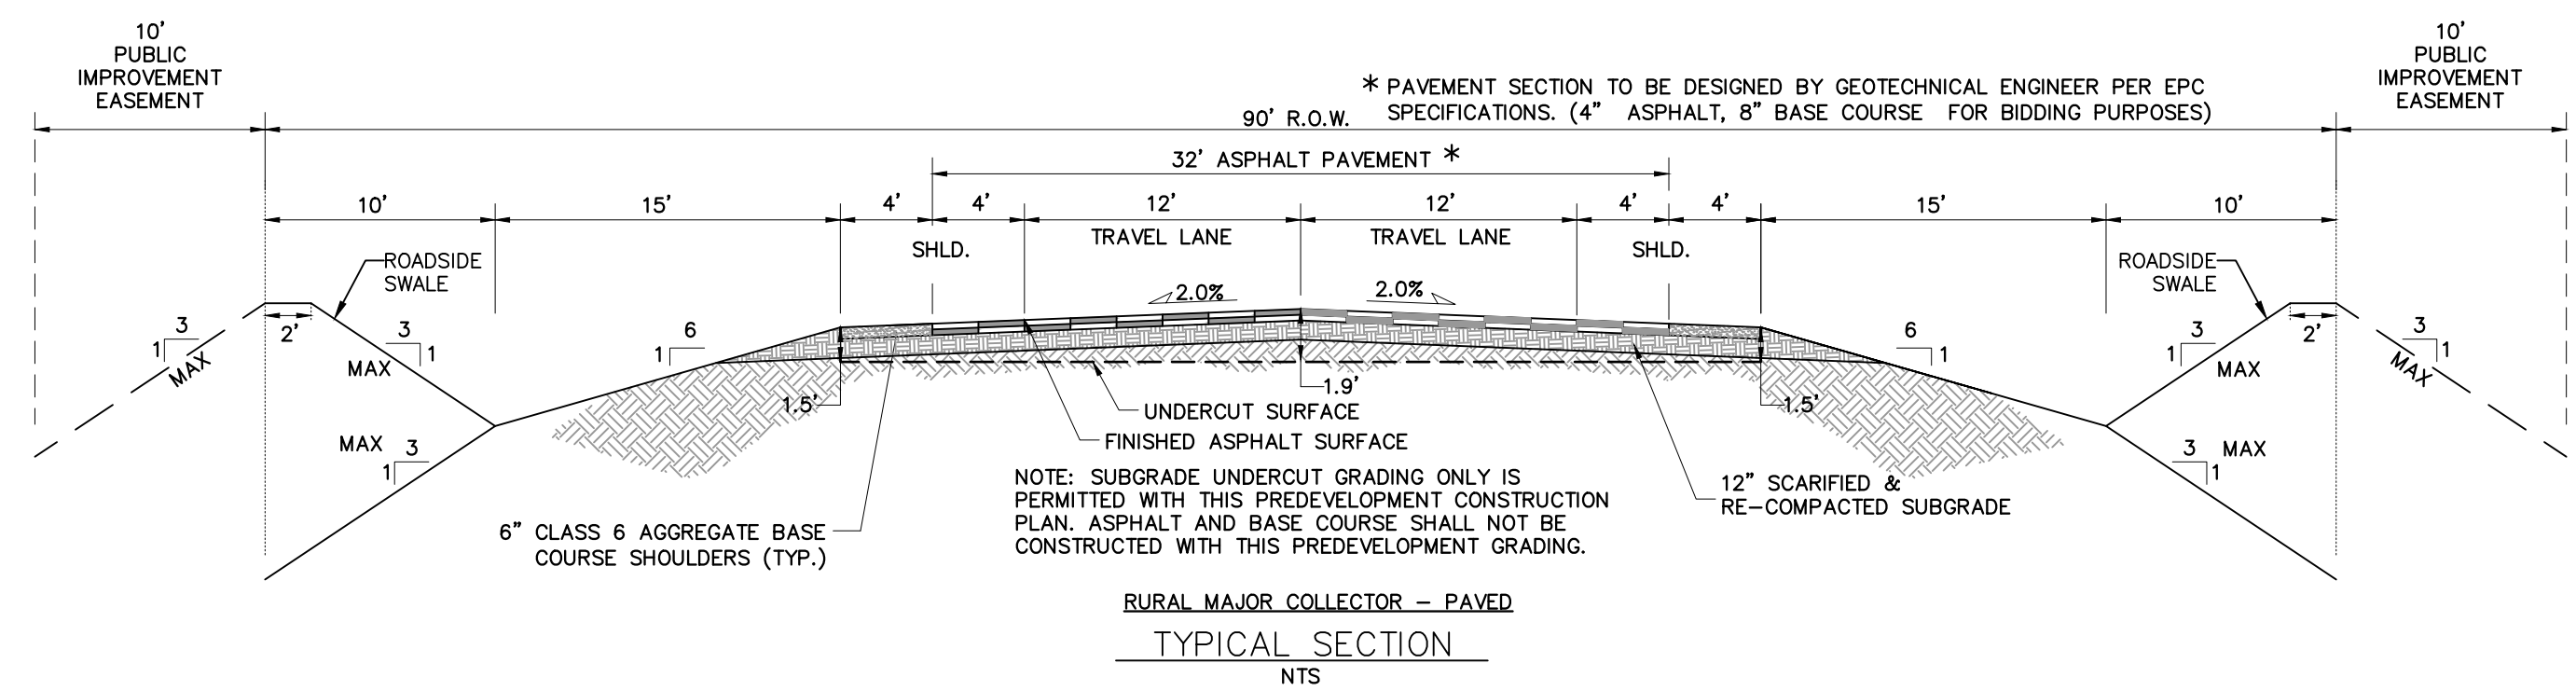 10'
PUBLIC
IMPROVEMENT
EASEMENT
10'
PUBLIC
IMPROVEMENT
EASEMENT
* PAVEMENT SECTION TO BE DESIGNED BY GEOTECHNICAL ENGINEER PER EPC
SPECIFICATIONS. (4" ASPHALT, 8" BASE COURSE FOR BIDDING PURPOSES)
90' R.O.W.
32' ASPHALT PAVEMENT *
10'
15'
4'
4'
12'
12'
4'
4'
15'
10'
TRAVEL LANE
TRAVEL LANE
SHLD.
SHLD.
ROADSIDE
SWALE
ROADSIDE
SWALE
2.0%
2.0%
3
1
MAX
2'
3
1
MAX
6
1
6
1
3
1
MAX
2'
3
1
MAX
1.5'
1.9'
1.5'
UNDERCUT SURFACE
FINISHED ASPHALT SURFACE
MAX
3
1
3
1
MAX
NOTE: SUBGRADE UNDERCUT GRADING ONLY IS
PERMITTED WITH THIS PREDEVELOPMENT CONSTRUCTION
PLAN. ASPHALT AND BASE COURSE SHALL NOT BE
CONSTRUCTED WITH THIS PREDEVELOPMENT GRADING.
12" SCARIFIED &
RE-COMPACTED SUBGRADE
6" CLASS 6 AGGREGATE BASE
COURSE SHOULDERS (TYP.)
RURAL MAJOR COLLECTOR - PAVED
TYPICAL SECTION
NTS